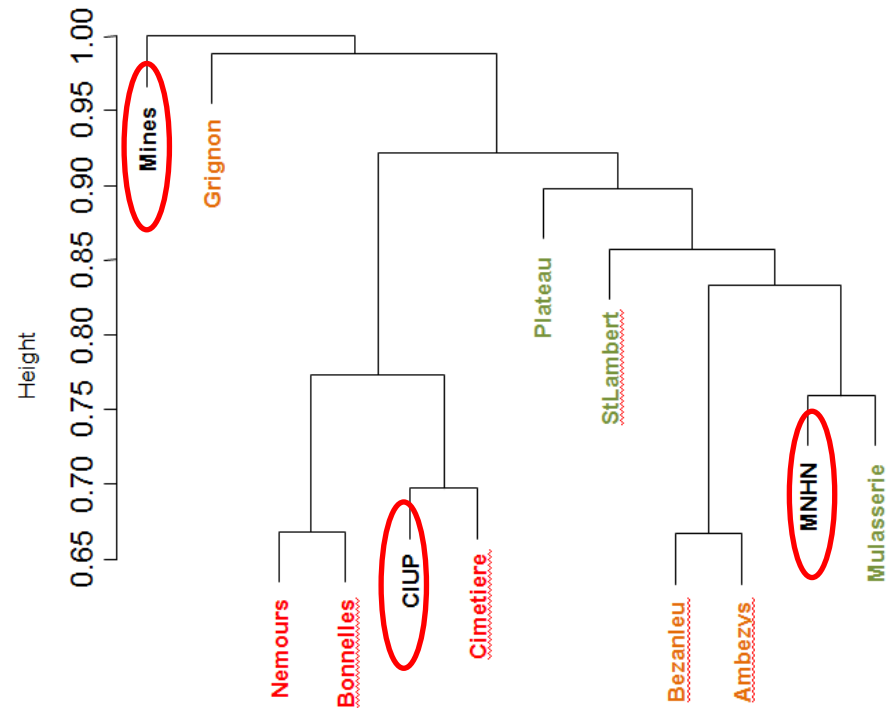 Height
1.00
0.95
0.90
0.85
0.80
0.75
0.70
0.65
Mines
Grignon
Nemours
Bonnelles
CIUP
Cimetiere
Plateau
StLambert
Bezanleu
Ambezvs
MNHN
Mulasserie